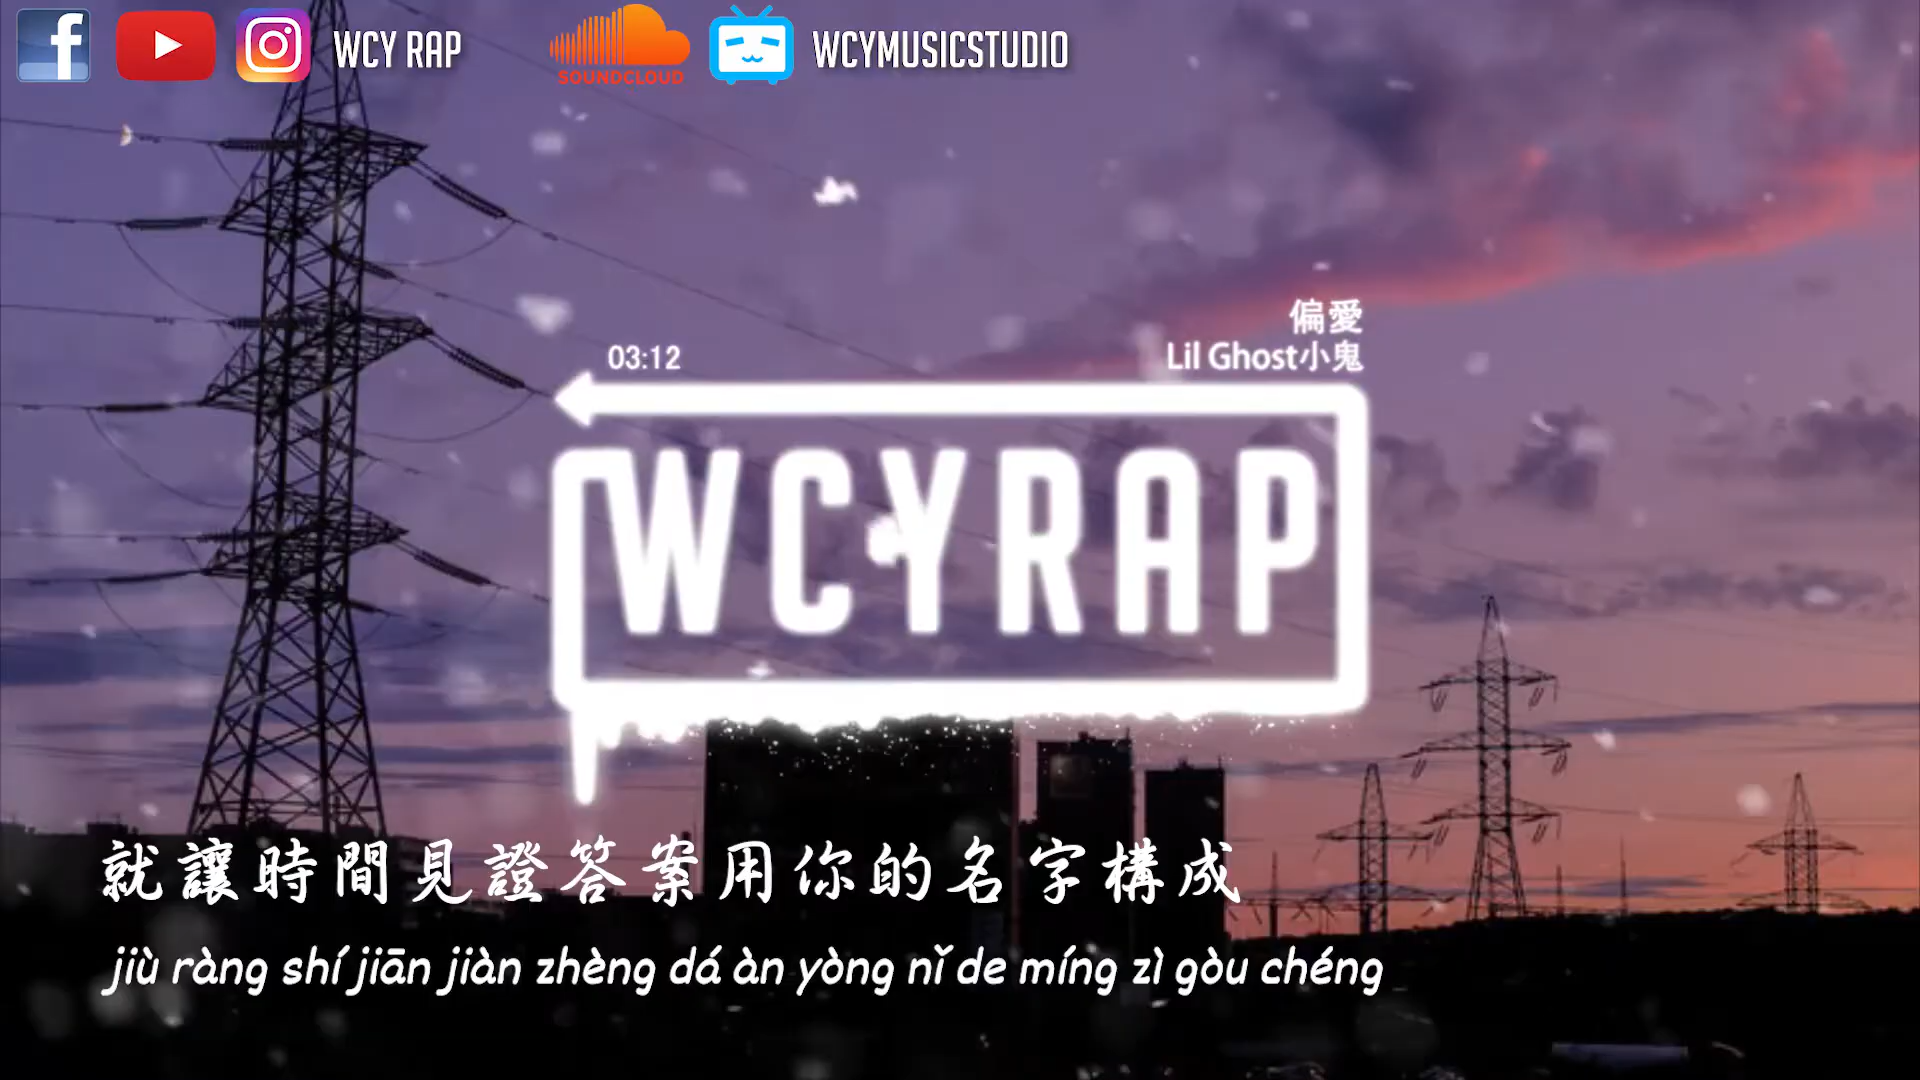 WCY RAP
SOUNDCLOUD
WCYMUSICSTUDIO
偏愛
03:12
Lil Ghost小鬼
WCYRAP
就讓時間見證答案用你的名字構成
jiù ràng shí jiān jiàn zhèng dá àn yòng nǐ de míng zì gòu chéng